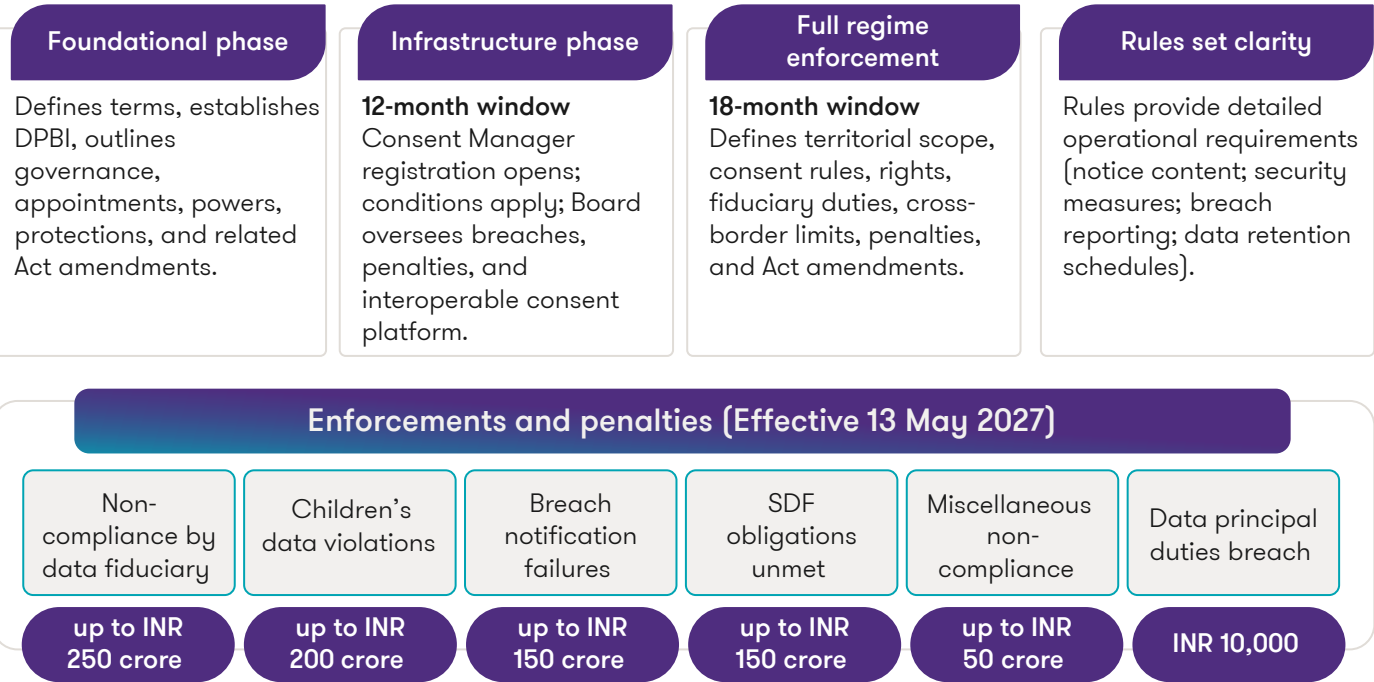 Foundational phase
Defines terms, establishes
DPBI, outlines
governance,
appointments, powers,
protections, and related
Act amendments.
Infrastructure phase
12-month window
Consent Manager
registration opens;
conditions apply; Board
oversees breaches,
penalties, and
interoperable consent
platform.
Full regime
enforcement
18-month window
Defines territorial scope,
consent rules, rights,
fiduciary duties, cross-
border limits, penalties,
and Act amendments.
Rules set clarity
Rules provide detailed
operational requirements
(notice content; security
measures; breach
reporting; data retention
schedules).
Enforcements and penalties (Effective 13 May 2027)
Non-
compliance by
data fiduciary
up to INR
250 crore
Children's
data violations
up to INR
200 crore
Breach
notification
failures
up to INR
150 crore
SDF
obligations
unmet
up to INR
150 crore
Miscellaneous
non-
compliance
up to INR
50 crore
Data principal
duties breach
INR 10,000